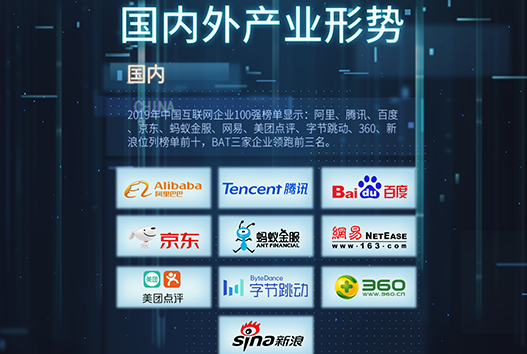 国内外产业形势
国内
CHINA
2019年中国互联网企业100强榜单显示：阿里、腾讯、百度
、京东、蚂蚁金服、网易、美团点评、字节跳动、360、新
浪位列榜单前十，BAT三家企业领跑前三名。
Alibaba
阿里巴巴
Tencent 腾讯
Bai du 百度
京东
蚂蚁金服
ANT FINANCIAL
網易 NETEASE
www.163.com
美团
美团点评
ByteDance
字节跳动
360
www.360.cn
sina新浪